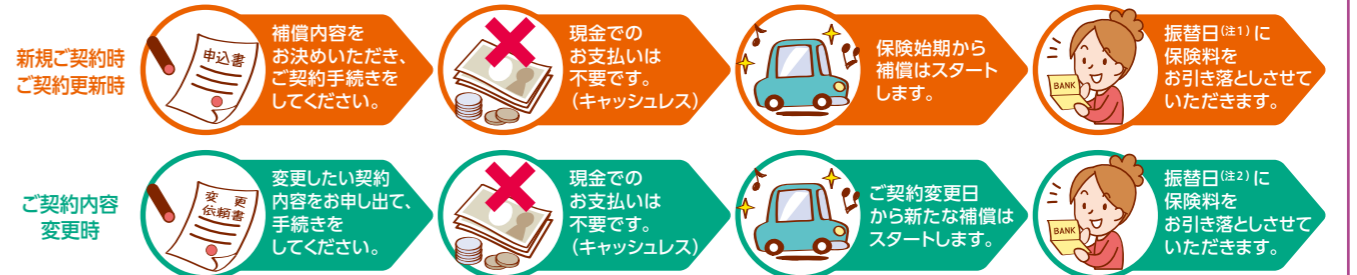 新規ご契約時
ご契約更新時
申込書
補償内容を
お決めいただき、
ご契約手続きを
してください。
現金での
お支払いは
不要です。
（キャッシュレス）
保険始期から
補償はスタート
します。
BANK
振替日(注1)に
保険料を
お引き落としさせて
いただきます。
ご契約内容
変更時
変更
依頼書
変更したい契約
内容をお申し出て、
手続きを
してください。
現金での
お支払いは
不要です。
（キャッシュレス）
ご契約変更日
から新たな補償は
スタートします。
BANK
振替日(注2)に
保険料を
お引き落としさせて
いただきます。